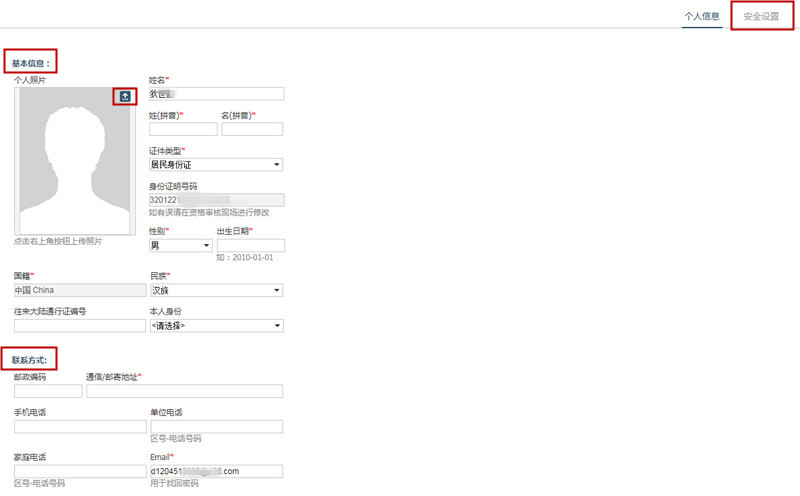 个人信息 安全设置
基本信息：
个人照片 姓名*
姓(拼音)* 名(拼音)*
证件类型*
居民身份证
身份证明号码
320122
如有误请在资格审核现场进行修改
点击右上角按钮上传照片
性别* 出生日期*
男
如：2010-01-01
国籍* 民族*
中国 China 汉族
往来大陆通行证编号 本人身份
<请选择>
联系方式:
邮政编码 通信/邮寄地址*
手机电话 单位电话
区号-电话号码
家庭电话 Email*
区号-电话号码 用于找回密码